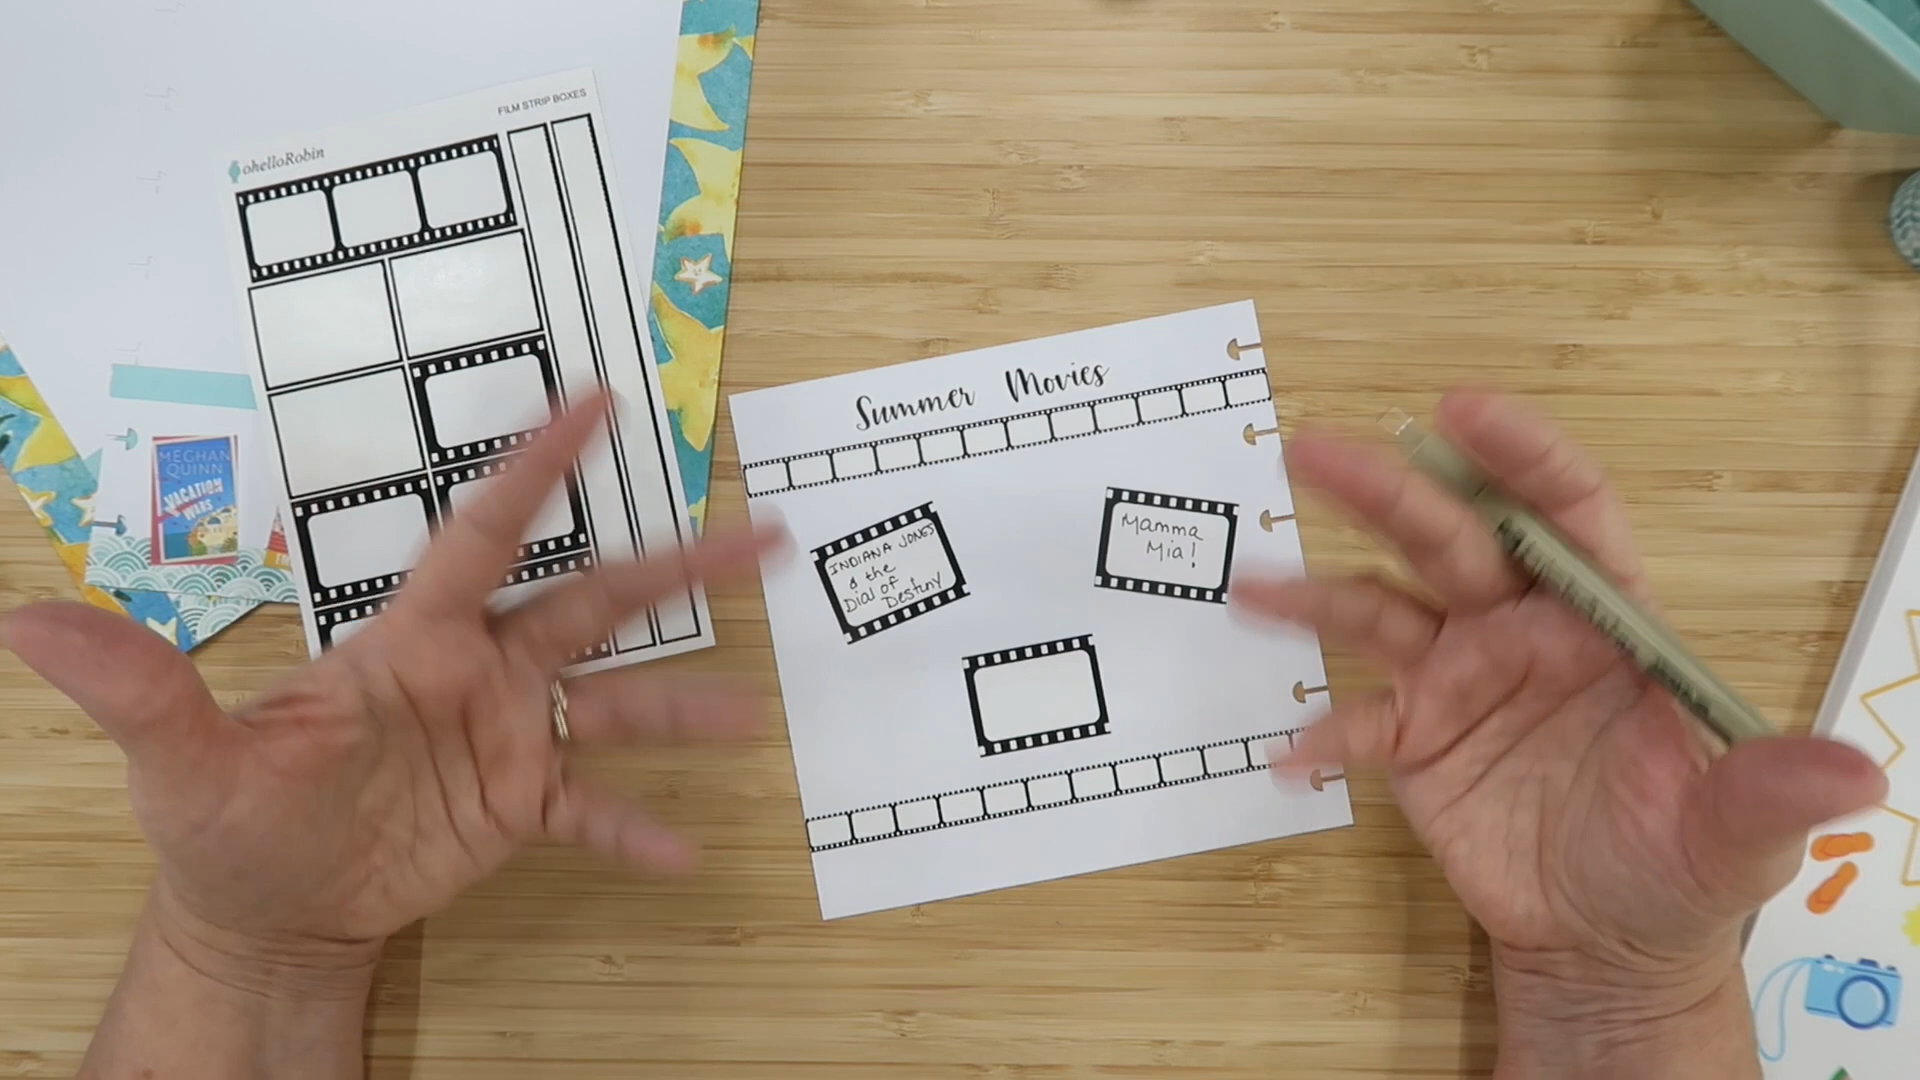 FILM STRIP BOXES
ohelloRobin
MEGHAN
QUINN
VACATION
WARS
Summer Movies
INDIANA JONES
& the
Dial of
Destiny
Mamma
Mia!